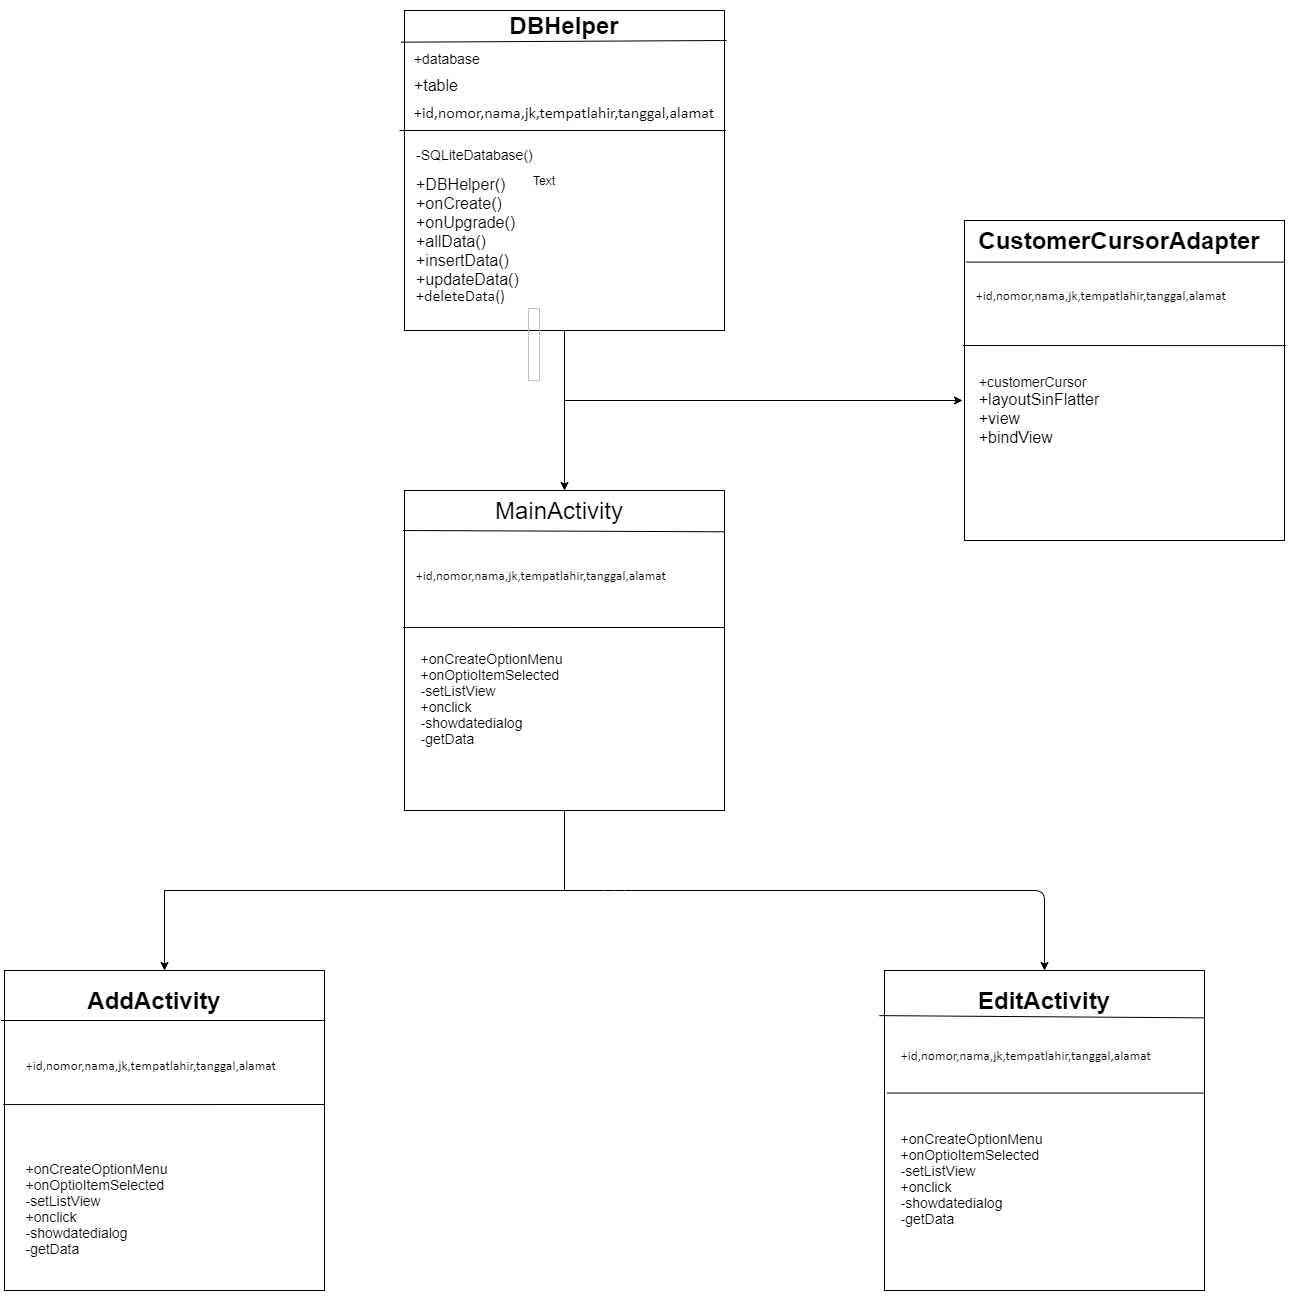 DBHelper
+database
+table
+id,nomor,nama,jk,tempatlahir,tanggal,alamat
-SQLiteDatabase()
+DBHelper()
Text
+onCreate()
+onUpgrade()
+allData()
+insertData()
+updateData()
+deleteData()
CustomerCursorAdapter
+id,nomor,nama,jk,tempatlahir,tanggal,alamat
+customerCursor
+layoutSinFlatter
+view
+bindView
MainActivity
+id,nomor,nama,jk,tempatlahir,tanggal,alamat
+onCreateOptionMenu
+onOptioItemSelected
-setListView
+onclick
-showdatedialog
-getData
AddActivity
+id,nomor,nama,jk,tempatlahir,tanggal,alamat
+onCreateOptionMenu
+onOptioItemSelected
-setListView
+onclick
-showdatedialog
-getData
EditActivity
+id,nomor,nama,jk,tempatlahir,tanggal,alamat
+onCreateOptionMenu
+onOptioItemSelected
-setListView
+onclick
-showdatedialog
-getData